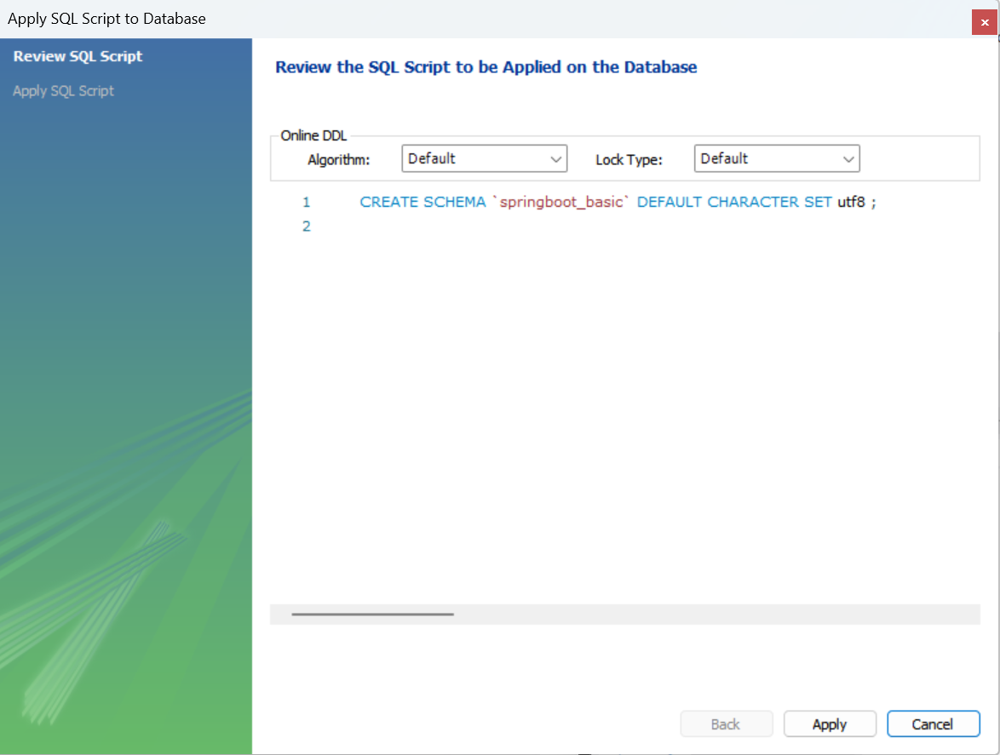 Apply SQL Script to Database
×
Review SQL Script
Apply SQL Script
Review the SQL Script to be Applied on the Database
Online DDL
Algorithm: Default Lock Type: Default
1 CREATE SCHEMA `springboot_basic` DEFAULT CHARACTER SET utf8 ;
2
Back Apply Cancel